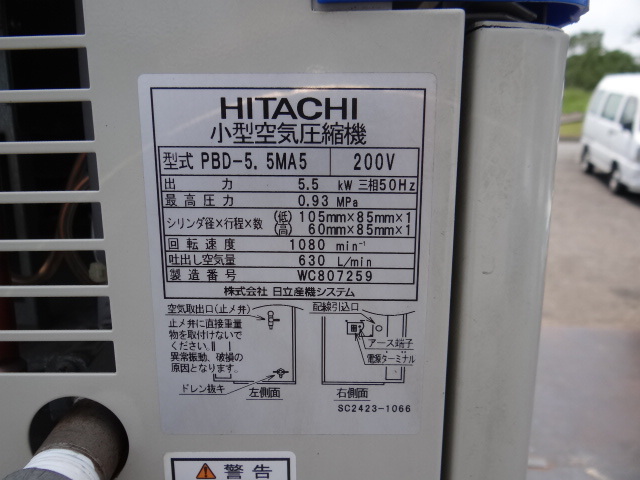 HITACHI
小型空気圧縮機
型式 PBD-5.5MA5 200V
出力 5.5 kW 三相50Hz
最高圧力 0.93 MPa
シリンダ径×行程×数 (低) 105mm×85mm×1
(高) 60mm×85mm×1
回転速度 1080 min⁻¹
吐出し空気量 630 L/min
製造番号 WC807259
株式会社 日立産機システム
空気取出口(止メ弁)
止メ弁に直接重量
物を取付けないで
ください。
異常振動、破損の
原因となります。
ドレン抜キ
左側面
配線引込口
アース端子
電源ターミナル
右側面
SC2423-1066
警告